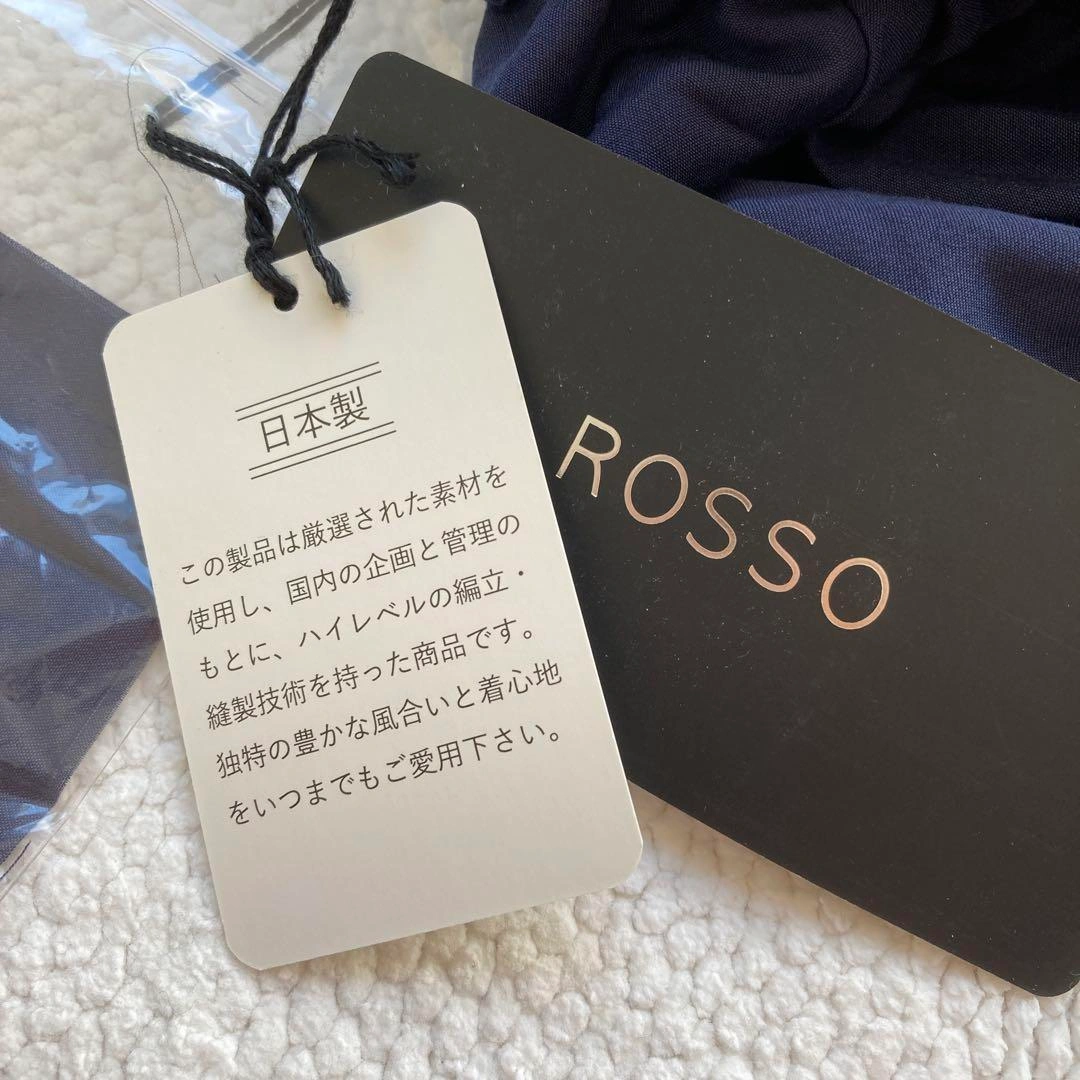 日本製
この製品は厳選された素材を
使用し、国内の企画と管理の
もとに、ハイレベルの編立・
縫製技術を持った商品です。
独特の豊かな風合いと着心地
をいつまでもご愛用下さい。
ROSSO